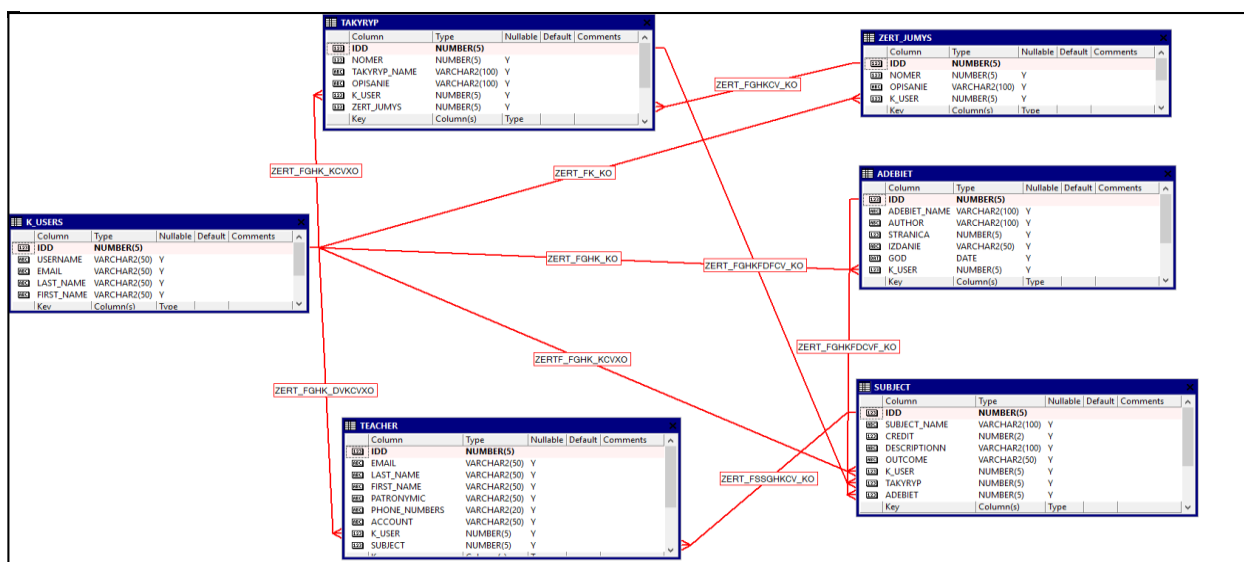 TAKYRYP
Column Type Nullable Default Comments
IDD NUMBER(5)
NOMER NUMBER(5) Y
TAKYRYP_NAME VARCHAR2(100) Y
OPISANIE VARCHAR2(100) Y
K_USER NUMBER(5) Y
ZERT_JUMYS NUMBER(5) Y
Key Column(s) Type
ZERT_JUMYS
Column Type Nullable Default Comments
IDD NUMBER(5)
NOMER NUMBER(5) Y
OPISANIE VARCHAR2(100) Y
K_USER NUMBER(5) Y
Key Column(s) Type
ZERT_FGHKCV_KO
ZERT_FGHK_KCVXO
ZERT_FK_KO
ADEBIET
Column Type Nullable Default Comments
IDD NUMBER(5)
ADEBIET_NAME VARCHAR2(100) Y
AUTHOR VARCHAR2(100) Y
STRANICA NUMBER(5) Y
IZDANIE VARCHAR2(50) Y
GOD DATE Y
K_USER NUMBER(5) Y
Key Column(s) Type
K_USERS
Column Type Nullable Default Comments
IDD NUMBER(5)
USERNAME VARCHAR2(50) Y
EMAIL VARCHAR2(50) Y
LAST_NAME VARCHAR2(50) Y
FIRST_NAME VARCHAR2(50) Y
Key Column(s) Type
ZERT_FGHK_KO
ZERT_FGHKFDFCV_KO
ZERT_FGHKFDCVF_KO
ZERTF_FGHK_KCVXO
ZERT_FGHK_DVKCVXO
SUBJECT
Column Type Nullable Default Comments
IDD NUMBER(5)
SUBJECT_NAME VARCHAR2(100) Y
CREDIT NUMBER(2) Y
DESCRIPTIONN VARCHAR2(100) Y
OUTCOME VARCHAR2(50) Y
K_USER NUMBER(5) Y
TAKYRYP NUMBER(5) Y
ADEBIET NUMBER(5) Y
Key Column(s) Type
TEACHER
Column Type Nullable Default Comments
IDD NUMBER(5)
EMAIL VARCHAR2(50) Y
LAST_NAME VARCHAR2(50) Y
FIRST_NAME VARCHAR2(50) Y
PATRONYMIC VARCHAR2(50) Y
PHONE_NUMBERS VARCHAR2(20) Y
ACCOUNT VARCHAR2(50) Y
K_USER NUMBER(5) Y
SUBJECT NUMBER(5) Y
ZERT_FSSGHKCV_KO